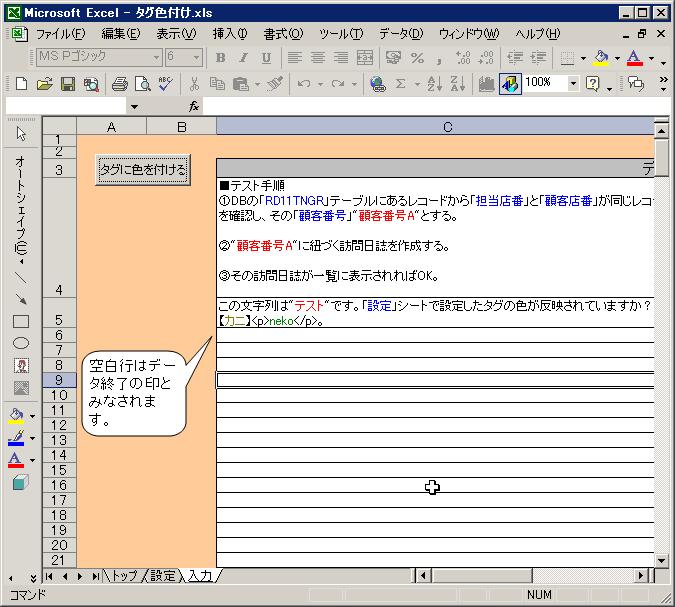 Microsoft Excel - タグ色付け.xls
ファイル(F) 編集(E) 表示(V) 挿入(I) 書式(O) ツール(T) データ(D) ウィンドウ(W) ヘルプ(H)
MS Pゴシック 6 B I U
100%
fx
A B C
1
2
3 タグに色を付ける デ
■テスト手順
①DBの「RD11TNGR」テーブルにあるレコードから「担当店番」と「顧客店番」が同じレコ
を確認し、その「顧客番号」"顧客番号A"とする。
②"顧客番号A"に紐づく訪問日誌を作成する。
③その訪問日誌が一覧に表示されればOK。
4
この文字列は"テスト"です。「設定」シートで設定したタグの色が反映されていますか?
5 【カニ】<p>neko</p>。
6
7
8
9
10
11
12
13
14
15
16
17
18
19
20
21
空白行はデー
タ終了の印と
みなされま
す。
オートシェイプ(U)
トップ 設定 入力
コマンド NUM